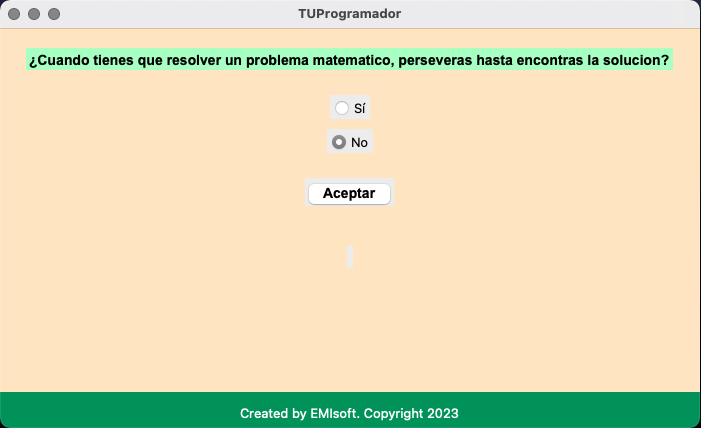 TUProgramador
¿Cuando tienes que resolver un problema matematico, perseveras hasta encontras la solucion?
Sí
No
Aceptar
Created by EMIsoft. Copyright 2023